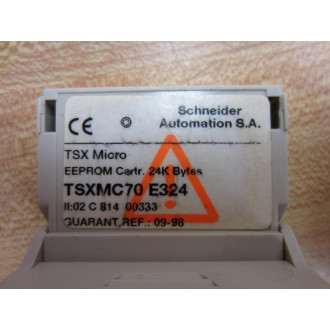 CE
Schneider
Automation S.A.
TSX Micro
EEPROM Cartr. 24K Bytes
TSXMC70 E324
II:02 C 814 00333
GUARANT.REF.: 09-98